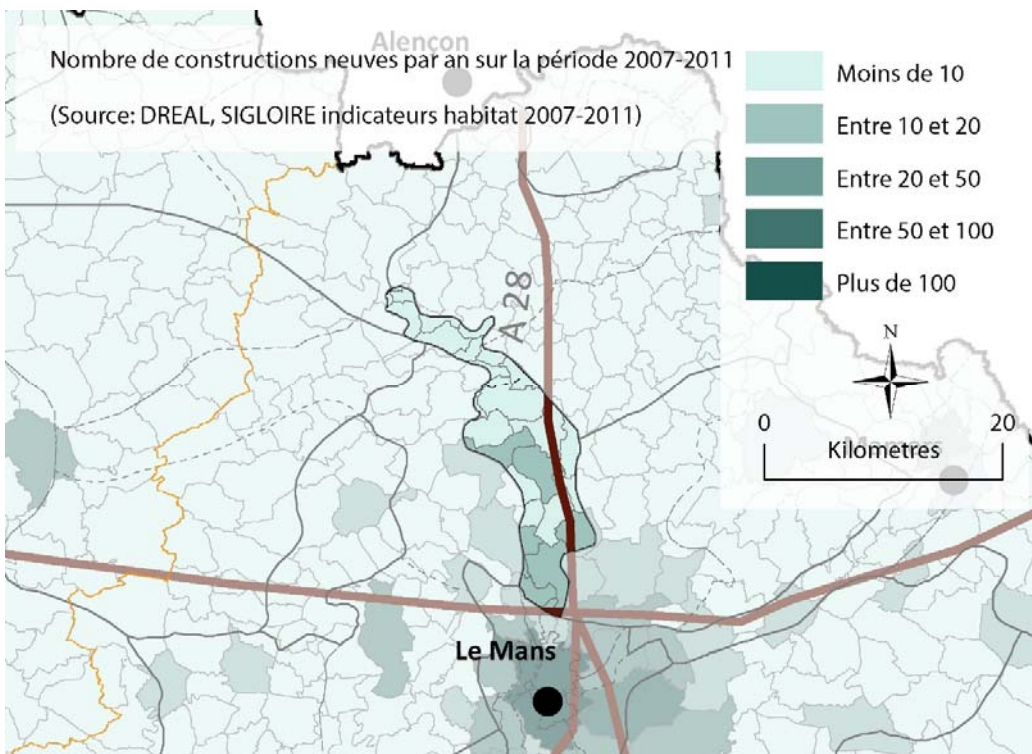 Alençon
Nombre de constructions neuves par an sur la période 2007-2011
(Source: DREAL, SIGLOIRE indicateurs habitat 2007-2011)
Moins de 10
Entre 10 et 20
Entre 20 et 50
Entre 50 et 100
Plus de 100
A 28
N
0
20
Kilometres
Mamers
Le Mans